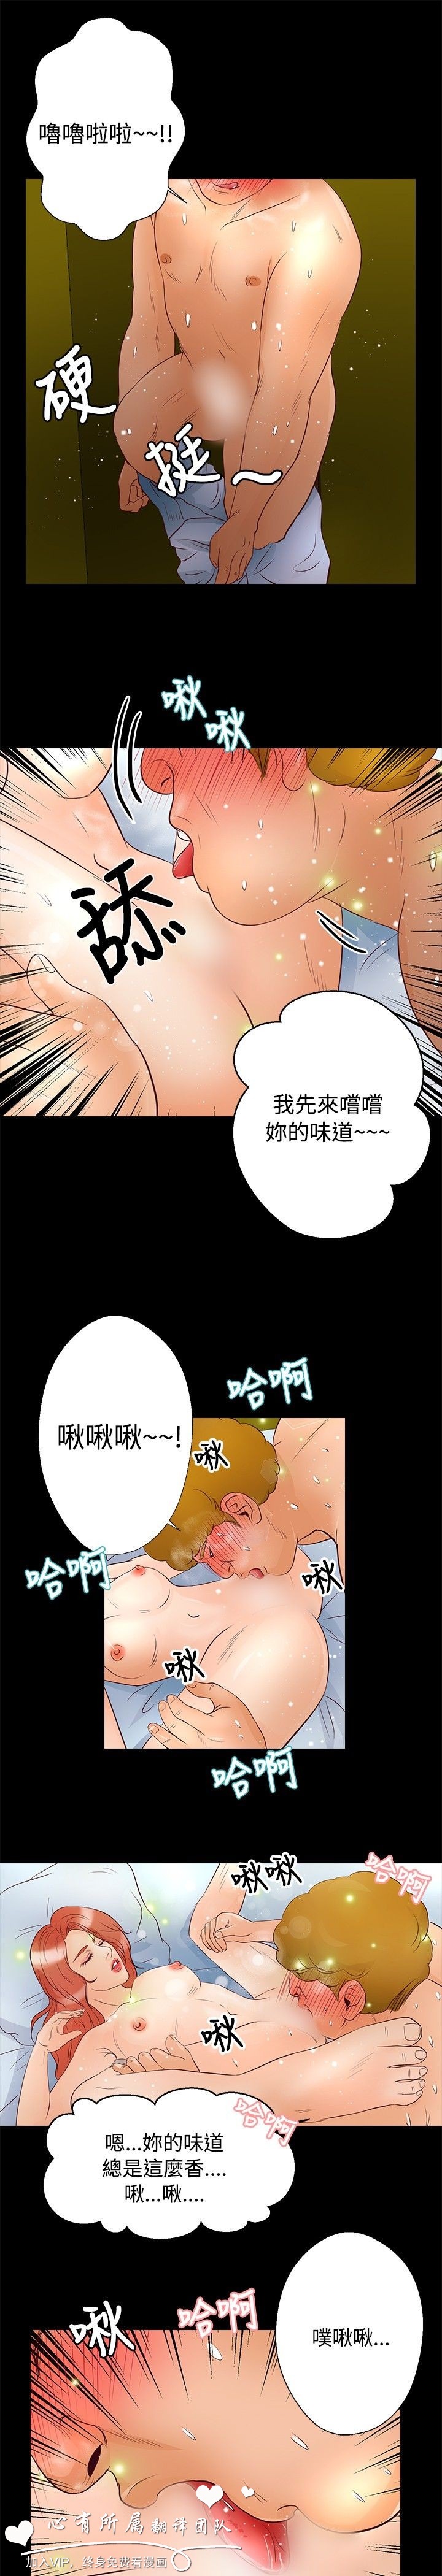 嚕嚕啦啦~~!!
硬
挺~
啾
啾
舔
我先來嚐嚐
妳的味道~~~
哈啊
啾啾啾~~!
啾
哈啊
啾
啾
哈啊
啾啾
哈啊
啾
哈啊
嗯...妳的味道
總是這麼香....
啾...啾....
啾
哈啊
噗啾啾...
心有所属翻译团队
加入VIP，终身免费看漫画